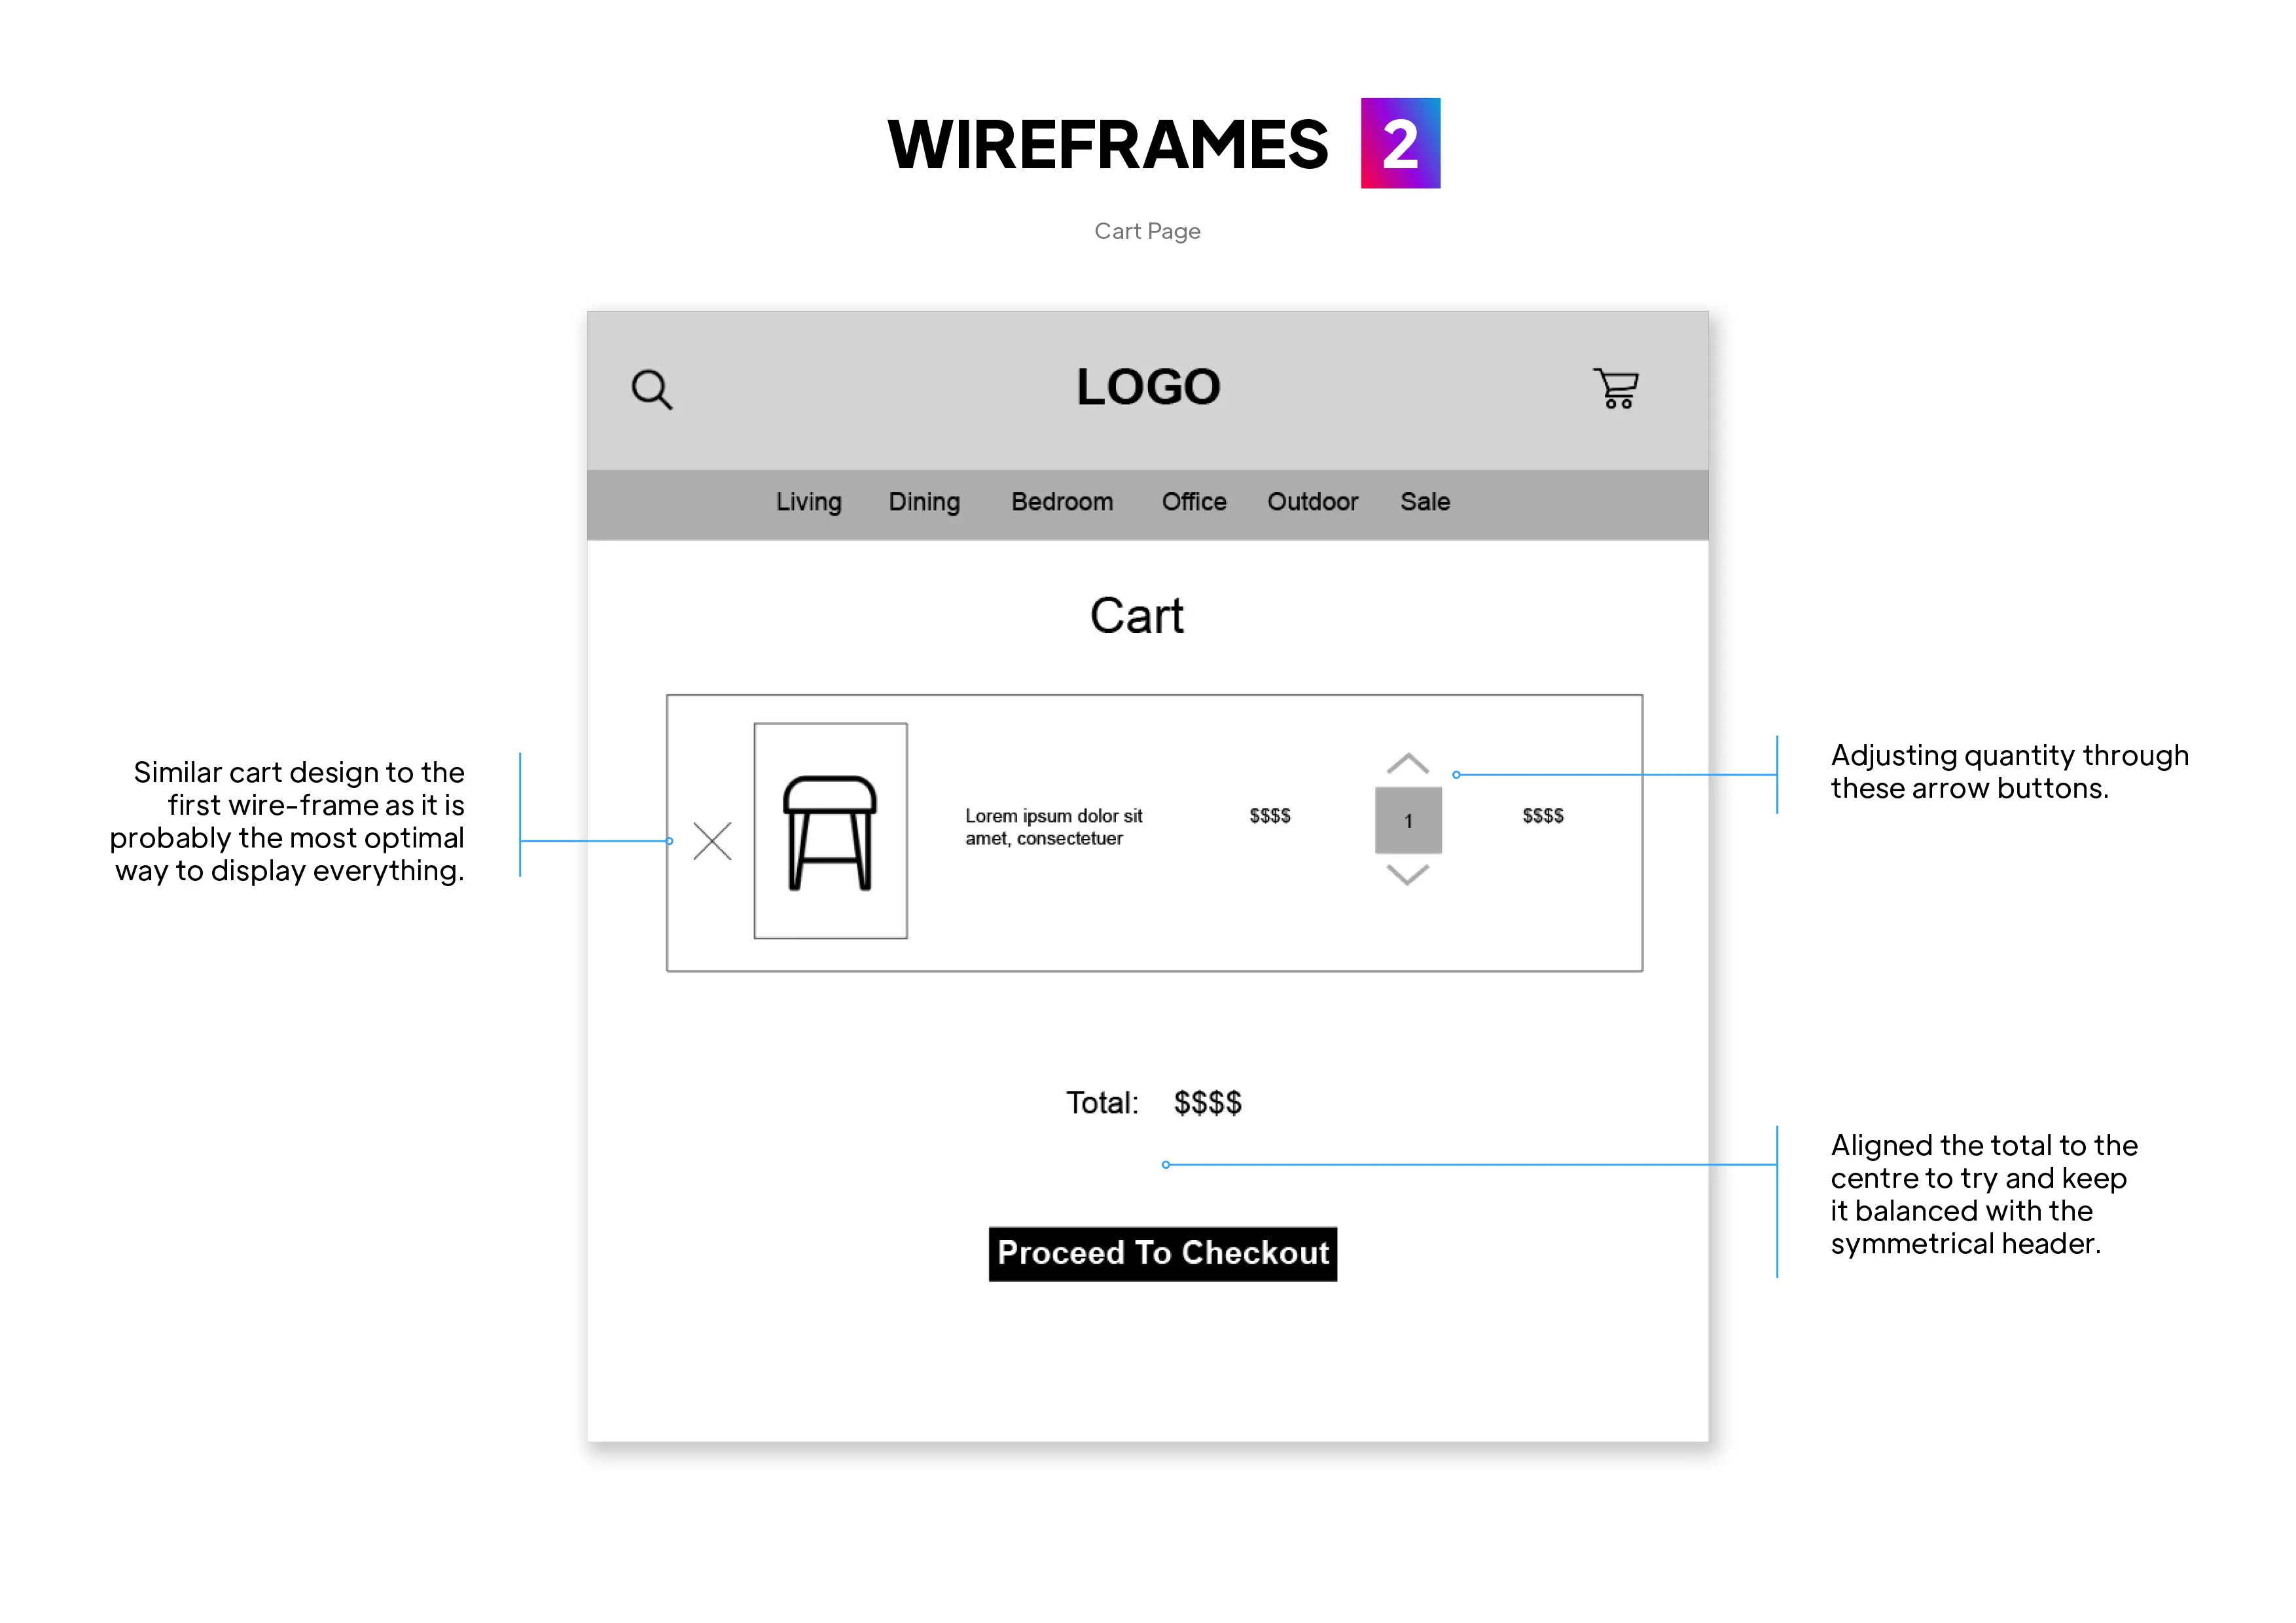 WIREFRAMES 2
Cart Page
LOGO
Living Dining Bedroom Office Outdoor Sale
Cart
Similar cart design to the
first wire-frame as it is
probably the most optimal
way to display everything.
Lorem ipsum dolor sit
amet, consectetuer
$$$$
1
$$$$
Adjusting quantity through
these arrow buttons.
Total: $$$$
Aligned the total to the
centre to try and keep
it balanced with the
symmetrical header.
Proceed To Checkout